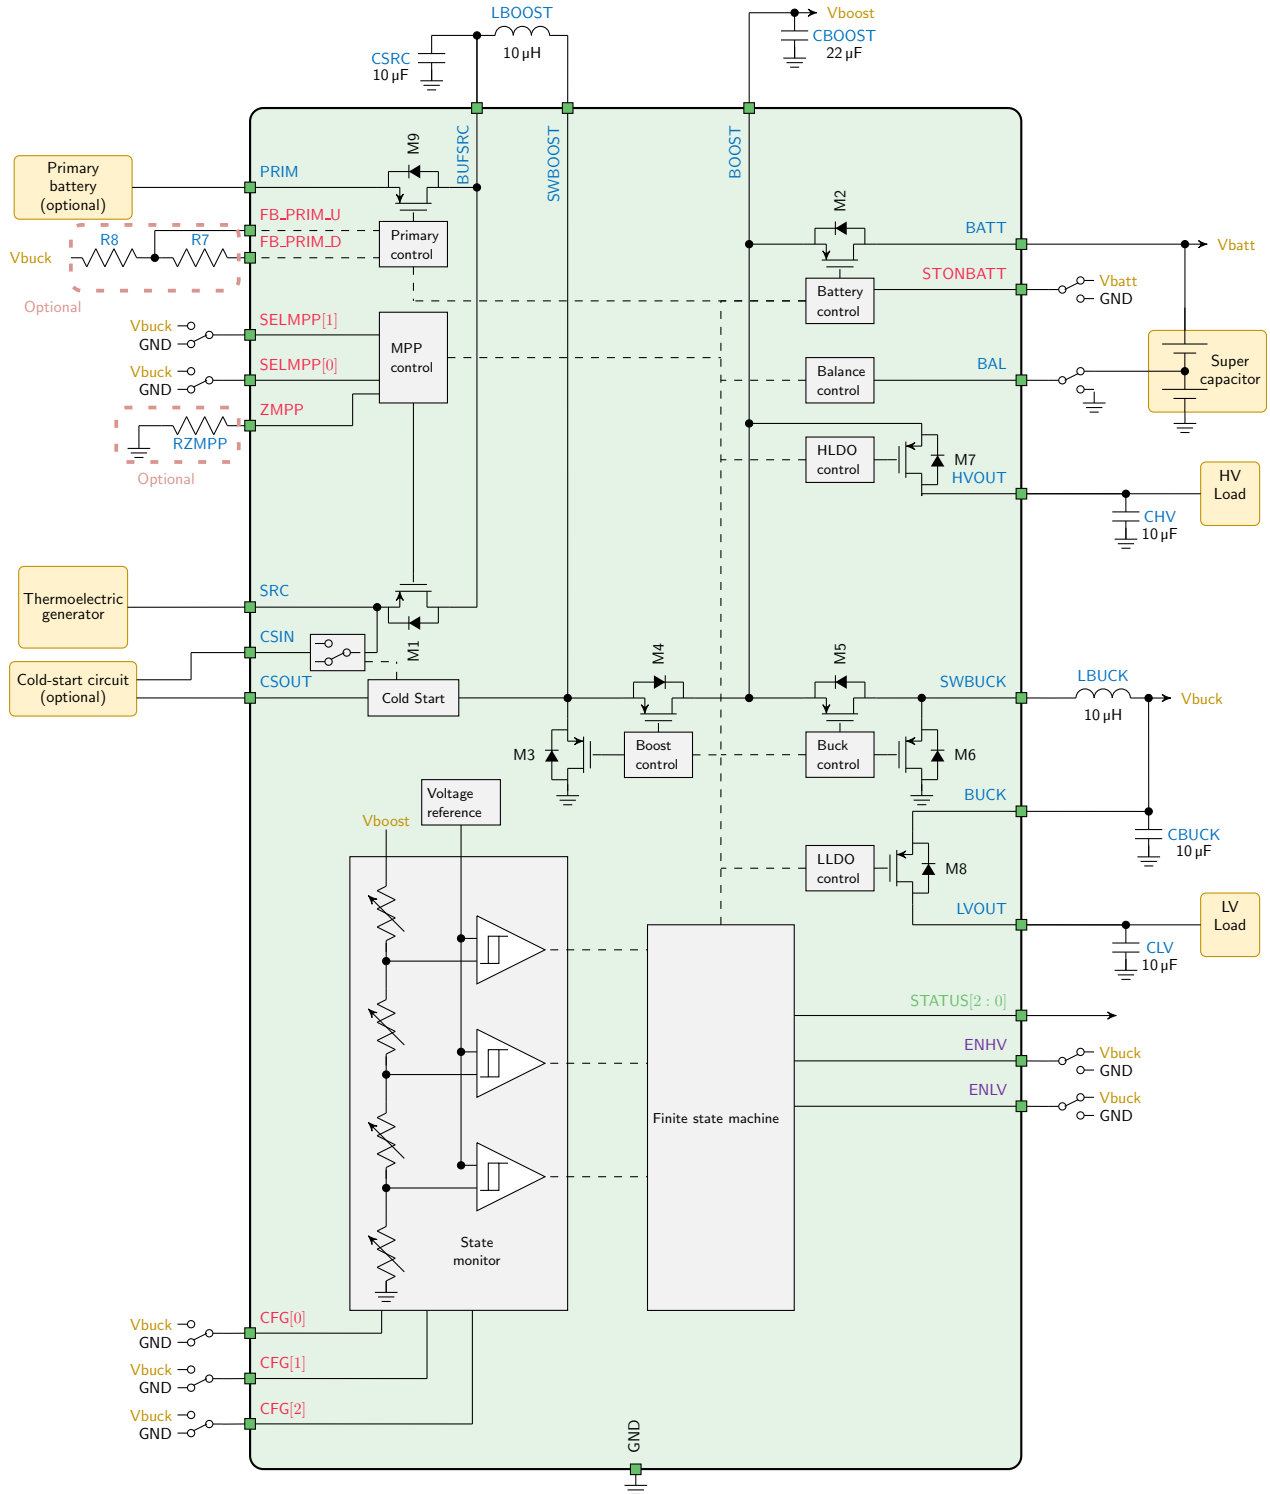 LBOOST
10 µH
CSRC
10 µF
Vboost
CBOOST
22 µF
M9
BUFSRC
SWBOOST
BOOST
Primary
battery
(optional)
PRIM
FB_PRIM_U
FB_PRIM_D
R8
R7
Vbuck
Optional
Primary
control
M2
BATT
Vbatt
STONBATT
Vbatt
GND
Battery
control
Vbuck
GND
SELMPP[1]
Vbuck
GND
SELMPP[0]
MPP
control
ZMPP
RZMPP
Optional
Balance
control
BAL
Super
capacitor
HLDO
control
M7
HVOUT
HV
Load
CHV
10 µF
Thermoelectric
generator
SRC
CSIN
M1
Cold-start circuit
(optional)
CSOUT
Cold Start
M4
M5
SWBUCK
LBUCK
10 µH
Vbuck
M3
Boost
control
Buck
control
M6
BUCK
CBUCK
10 µF
Voltage
reference
Vboost
LLDO
control
M8
LVOUT
LV
Load
CLV
10 µF
STATUS[2 : 0]
ENHV
Vbuck
GND
ENLV
Vbuck
GND
Finite state machine
State
monitor
Vbuck
GND
CFG[0]
Vbuck
GND
CFG[1]
Vbuck
GND
CFG[2]
GND